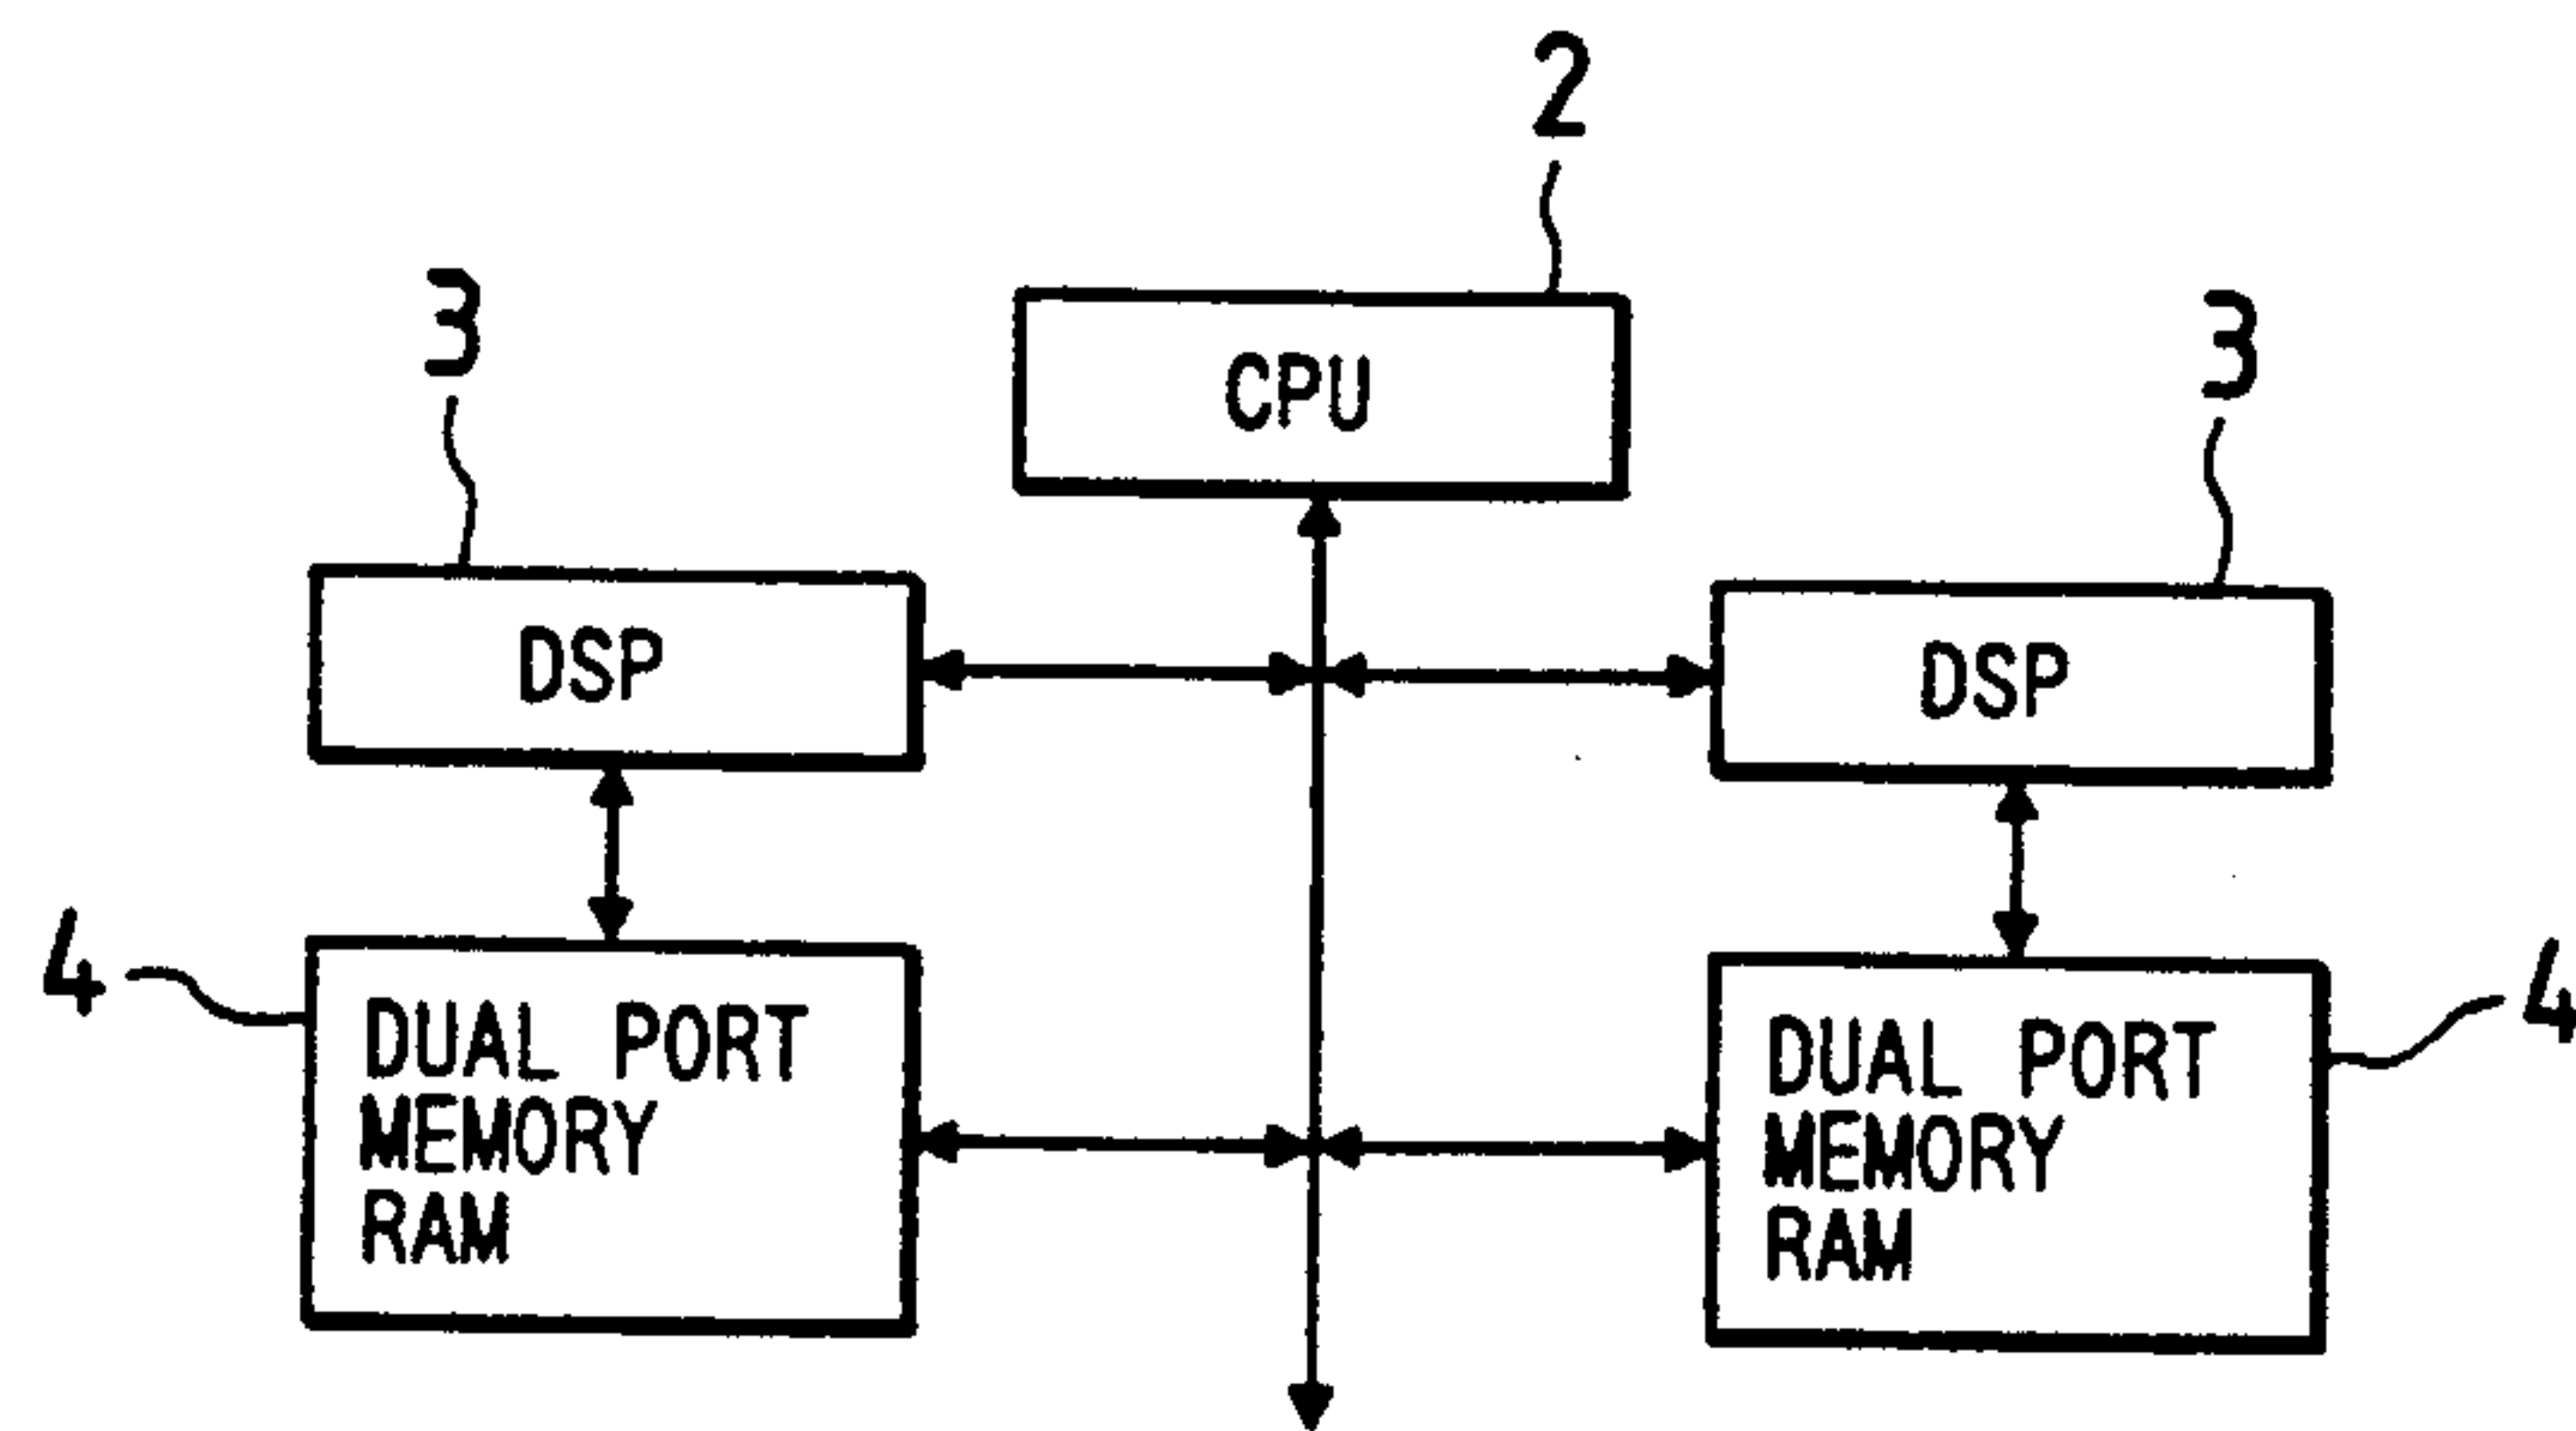 2
3
CPU
3
DSP
DSP
4
DUAL PORT
MEMORY
RAM
DUAL PORT
MEMORY
RAM
4